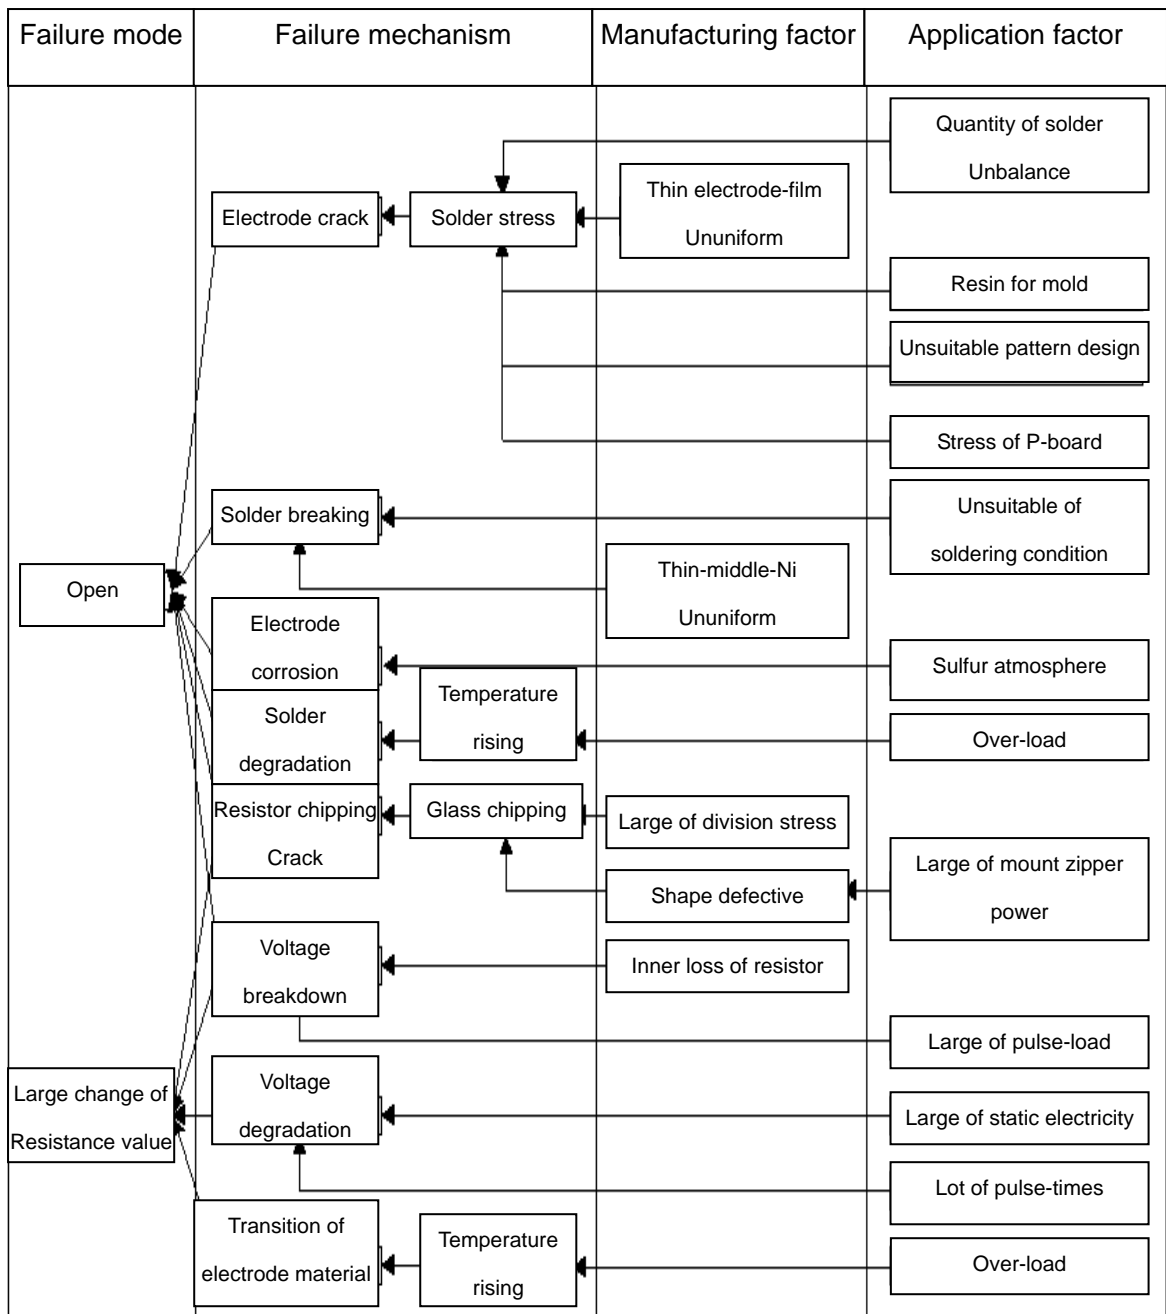 Failure mode
Failure mechanism
Manufacturing factor
Application factor
Quantity of solder
Unbalance
Electrode crack
Solder stress
Thin electrode-film
Ununiform
Resin for mold
Unsuitable pattern design
Stress of P-board
Solder breaking
Unsuitable of
soldering condition
Thin-middle-Ni
Ununiform
Open
Electrode
corrosion
Sulfur atmosphere
Solder
degradation
Temperature
rising
Over-load
Resistor chipping
Crack
Glass chipping
Large of division stress
Shape defective
Large of mount zipper
power
Voltage
breakdown
Inner loss of resistor
Large of pulse-load
Large change of
Resistance value
Voltage
degradation
Large of static electricity
Lot of pulse-times
Transition of
electrode material
Temperature
rising
Over-load